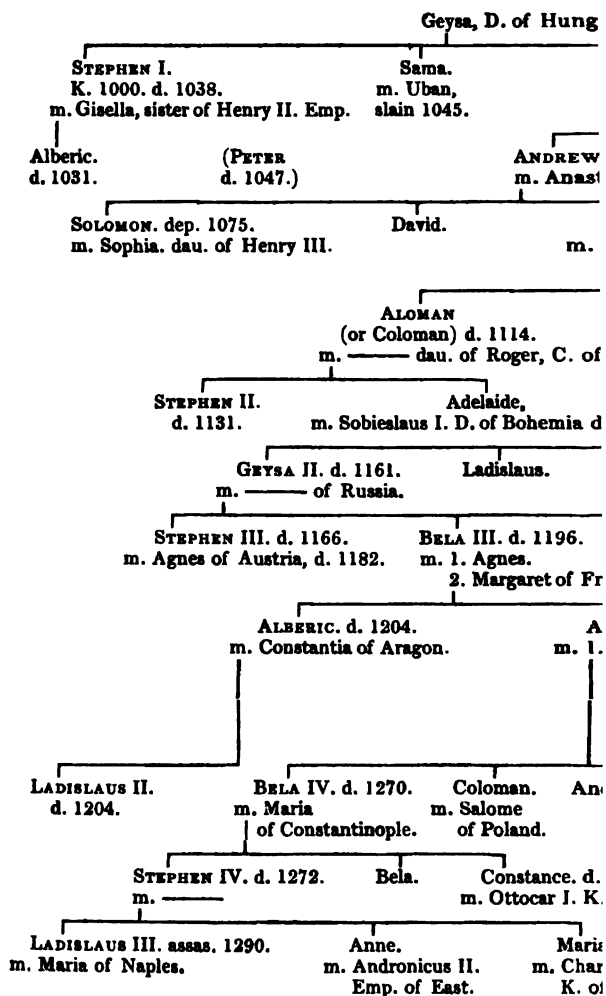 Geysa, D. of Hung
STEPHEN I. Sama.
K. 1000. d. 1038. m. Uban,
m. Gisella, sister of Henry II. Emp. slain 1045.
Alberic. (PETER ANDREW
d. 1031. d. 1047.) m. Anast
SOLOMON. dep. 1075. David.
m. Sophia. dau. of Henry III. m.
ALOMAN
(or Coloman) d. 1114.
m. —— dau. of Roger, C. of
STEPHEN II. Adelaide,
d. 1131. m. Sobieslaus I. D. of Bohemia d
GEYSA II. d. 1161. Ladislaus.
m. —— of Russia.
STEPHEN III. d. 1166. BELA III. d. 1196.
m. Agnes of Austria, d. 1182. m. 1. Agnes.
2. Margaret of Fr
ALBERIC. d. 1204. A
m. Constantia of Aragon. m. 1.
LADISLAUS II. BELA IV. d. 1270. Coloman. And
d. 1204. m. Maria m. Salome
of Constantinople. of Poland.
STEPHEN IV. d. 1272. Bela. Constance. d.
m. —— m. Ottocar I. K.
LADISLAUS III. assas. 1290. Anne. Maria
m. Maria of Naples. m. Andronicus II. m. Char
Emp. of East. K. of